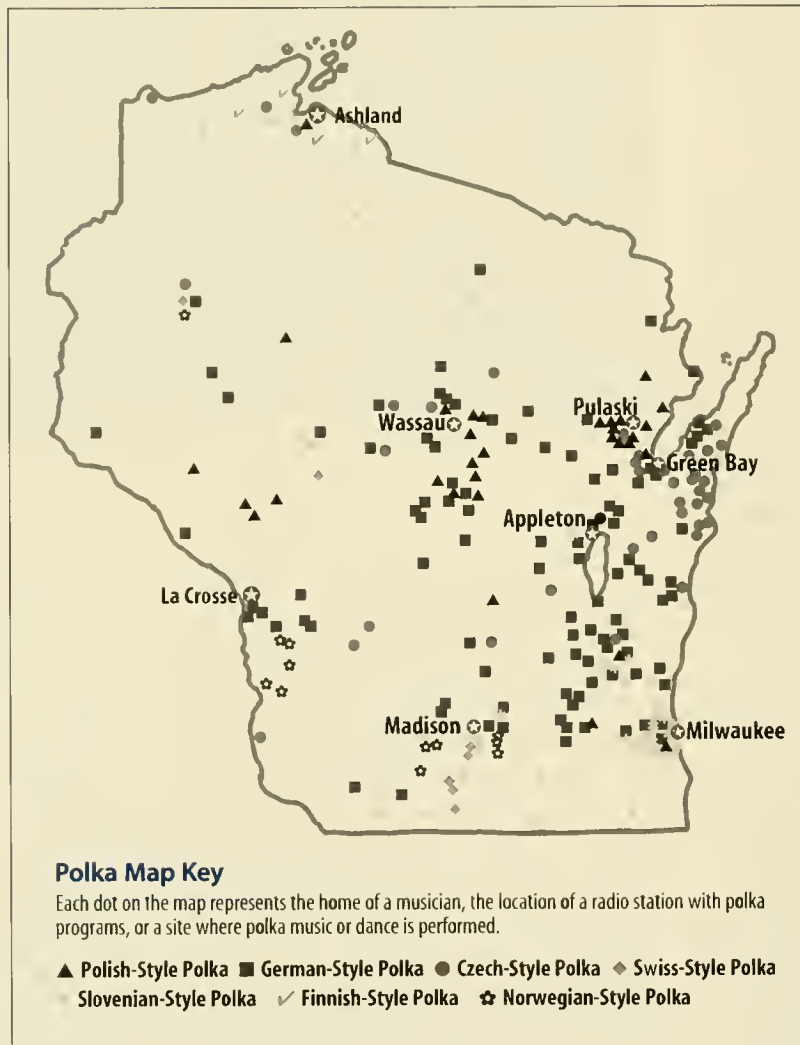 Ashland
Pulaski
Wassau
Green Bay
Appleton
La Crosse
Madison
Milwaukee
Polka Map Key
Each dot on the map represents the home of a musician, the location of a radio station with polka
programs, or a site where polka music or dance is performed.
Polish-Style Polka German-Style Polka Czech-Style Polka Swiss-Style Polka
Slovenian-Style Polka Finnish-Style Polka Norwegian-Style Polka